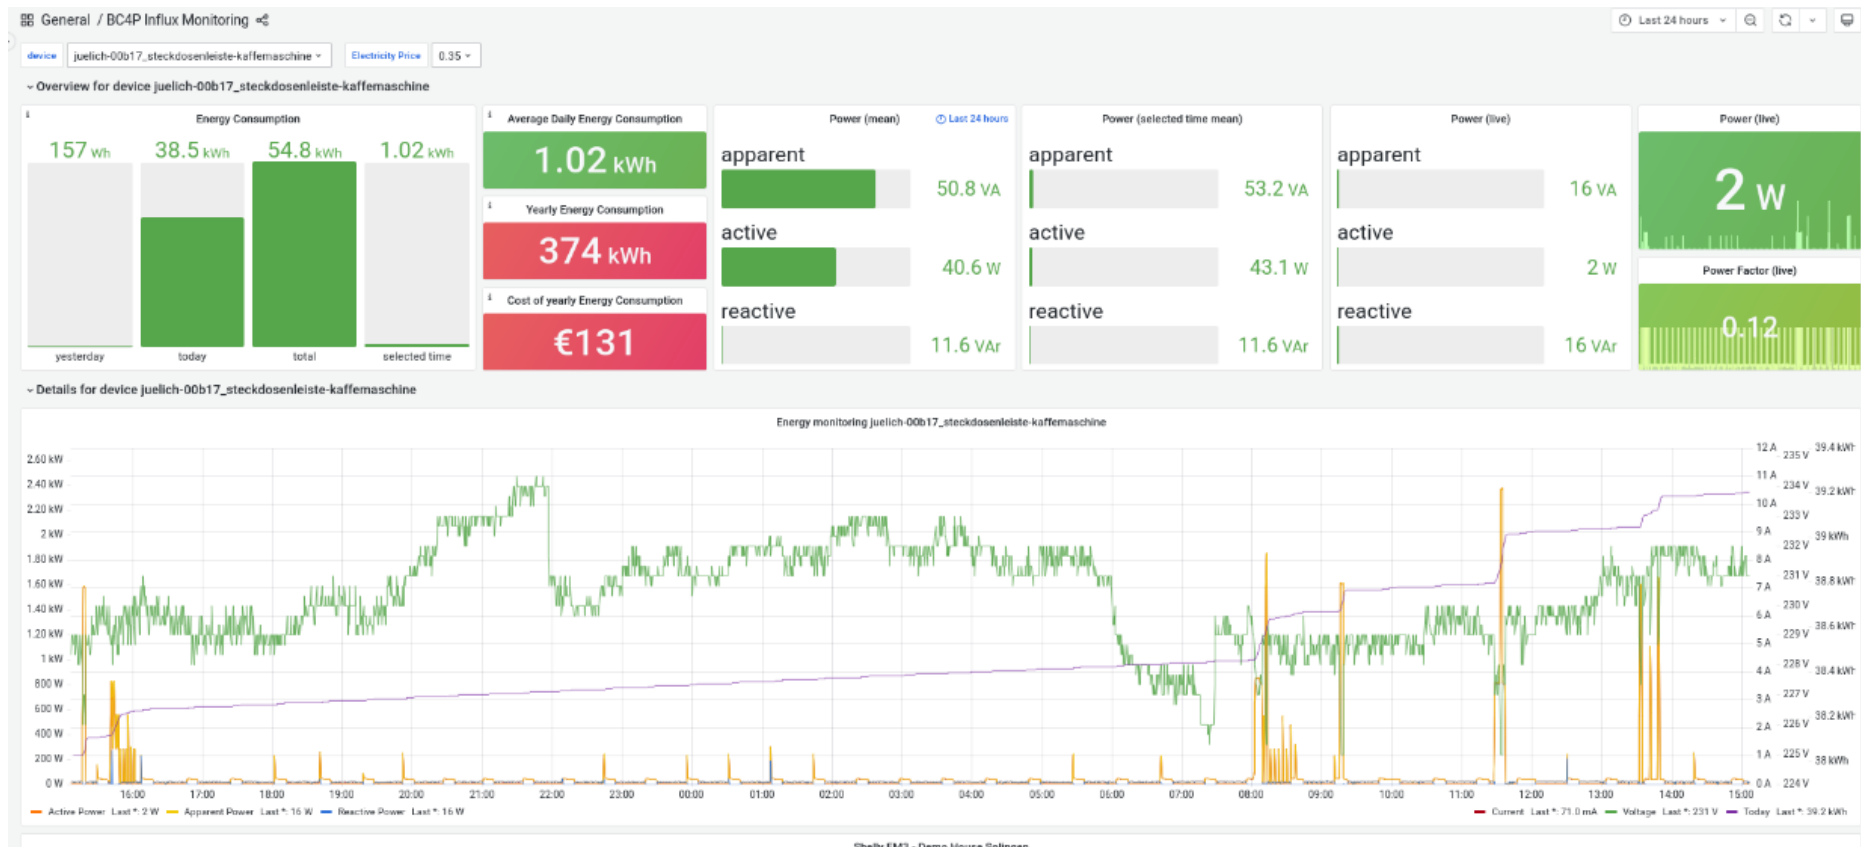 General / BC4P Influx Monitoring
Last 24 hours
device juelich-00b17_steckdosenleiste-kaffemaschine Electricity Price 0.35
Overview for device juelich-00b17_steckdosenleiste-kaffemaschine
Energy Consumption
157 Wh 38.5 kWh 54.8 kWh 1.02 kWh
yesterday today total selected time
Average Daily Energy Consumption
1.02 kWh
Yearly Energy Consumption
374 kWh
Cost of yearly Energy Consumption
€131
Power (mean) Last 24 hours
apparent
50.8 VA
active
40.6 W
reactive
11.6 VAr
Power (selected time mean)
apparent
53.2 VA
active
43.1 W
reactive
11.6 VAr
Power (live)
apparent
16 VA
active
2 W
reactive
16 VAr
Power (live)
2 W
Power Factor (live)
0.12
Details for device juelich-00b17_steckdosenleiste-kaffemaschine
Energy monitoring juelich-00b17_steckdosenleiste-kaffemaschine
2.60 kW
2.40 kW
2.20 kW
2 kW
1.80 kW
1.60 kW
1.40 kW
1.20 kW
1 kW
800 W
600 W
400 W
200 W
0 W
12 A
11 A
10 A
9 A
8 A
7 A
6 A
5 A
4 A
3 A
2 A
1 A
0 A
235 V
234 V
233 V
232 V
231 V
230 V
229 V
228 V
227 V
226 V
225 V
224 V
39.4 kWh
39.2 kWh
39 kWh
38.8 kWh
38.6 kWh
38.4 kWh
38.2 kWh
38 kWh
16:00 17:00 18:00 19:00 20:00 21:00 22:00 23:00 00:00 01:00 02:00 03:00 04:00 05:00 06:00 07:00 08:00 09:00 10:00 11:00 12:00 13:00 14:00 15:00
Active Power Last *: 2 W Apparent Power Last *: 16 W Reactive Power Last *: 16 W
Current Last *: 71.0 mA Voltage Last *: 231 V Today Last *: 39.2 kWh
Shelly EM3 - Demo House Solingen